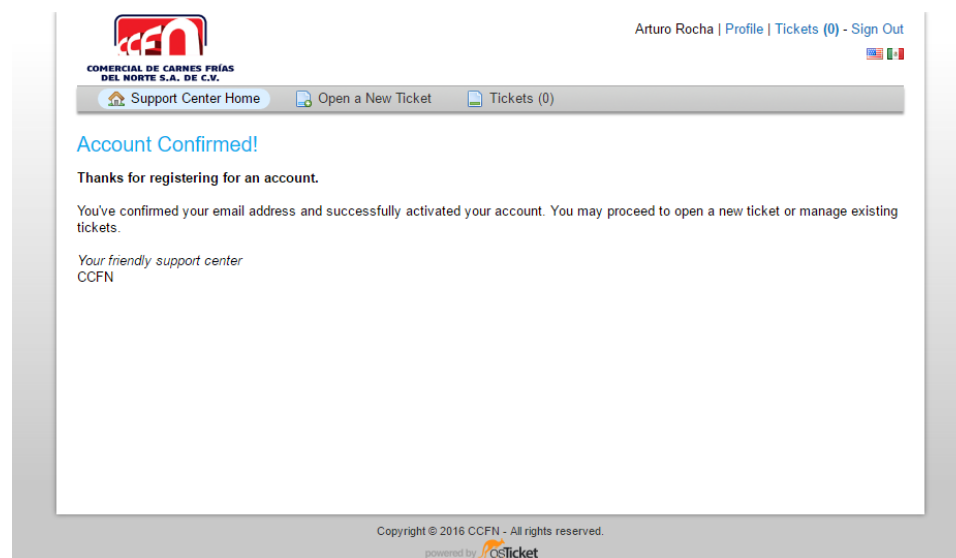 ccfn
Arturo Rocha | Profile | Tickets (0) - Sign Out
COMERCIAL DE CARNES FRÍAS
DEL NORTE S.A. DE C.V.
Support Center Home Open a New Ticket Tickets (0)
Account Confirmed!
Thanks for registering for an account.
You've confirmed your email address and successfully activated your account. You may proceed to open a new ticket or manage existing
tickets.
Your friendly support center
CCFN
Copyright © 2016 CCFN - All rights reserved.
powered by osTicket